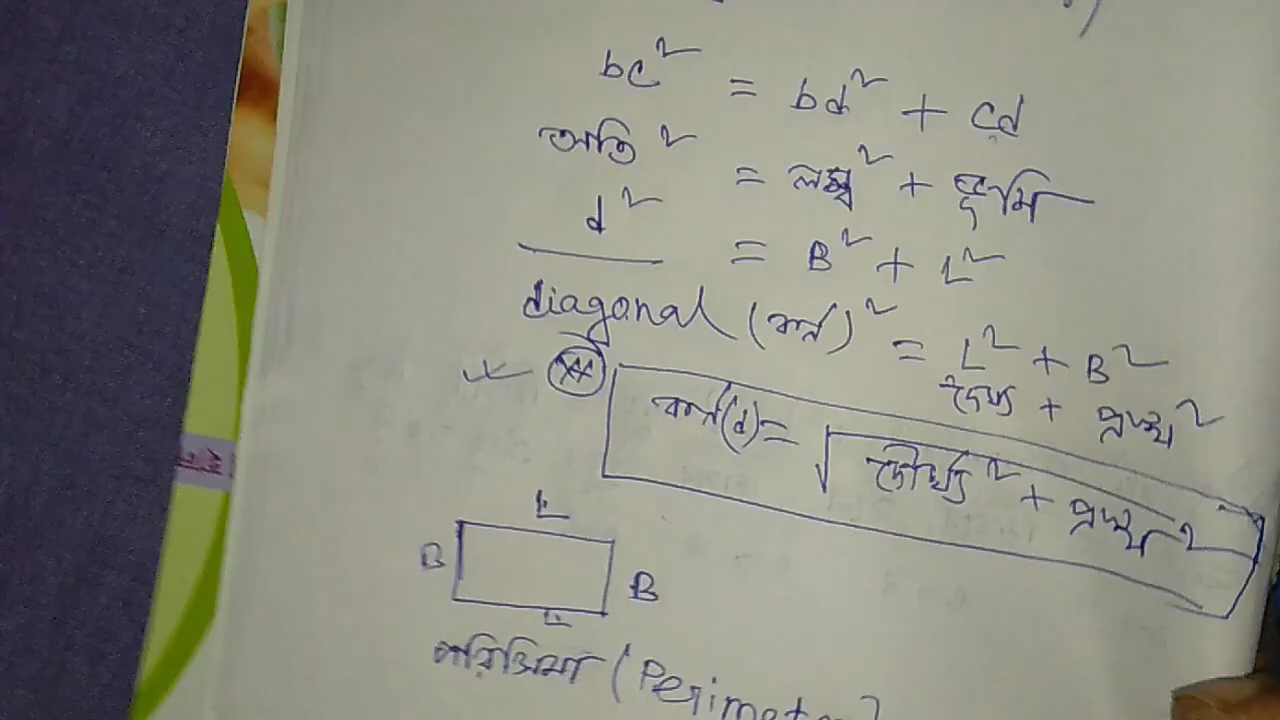 bc² = bd² + cd
অতি² = লম্ব² + ভূমি
d² = B² + L²
diagonal (কর্ণ)² = L² + B²
দৈর্ঘ্য + প্রস্থ²
কর্ণ(d) = √দৈর্ঘ্য² + প্রস্থ²
L
B B
L
পরিসিমা (Perimeter)